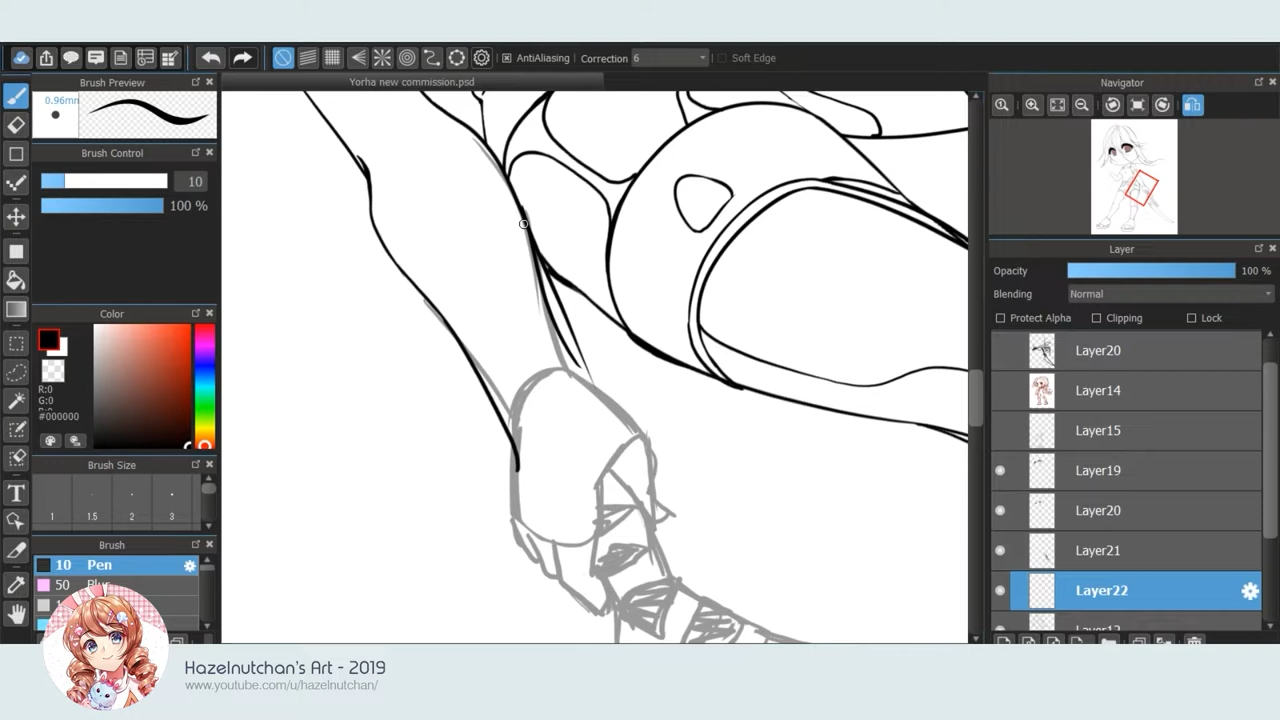 AntiAliasing Correction 6 Soft Edge
Brush Preview
Yorha new commission.psd
Navigator
0.96mm
Brush Control
10
100 %
Layer
Opacity 100 %
Blending Normal
Protect Alpha Clipping Lock
Color
R:0
G:0
#000000
Layer20
Layer14
Layer15
Layer19
Layer20
Layer21
Layer22
Brush Size
1 1.5 2 3
T
Brush
10 Pen
50 Blur
Hazelnutchan's Art - 2019
www.youtube.com/u/hazelnutchan/